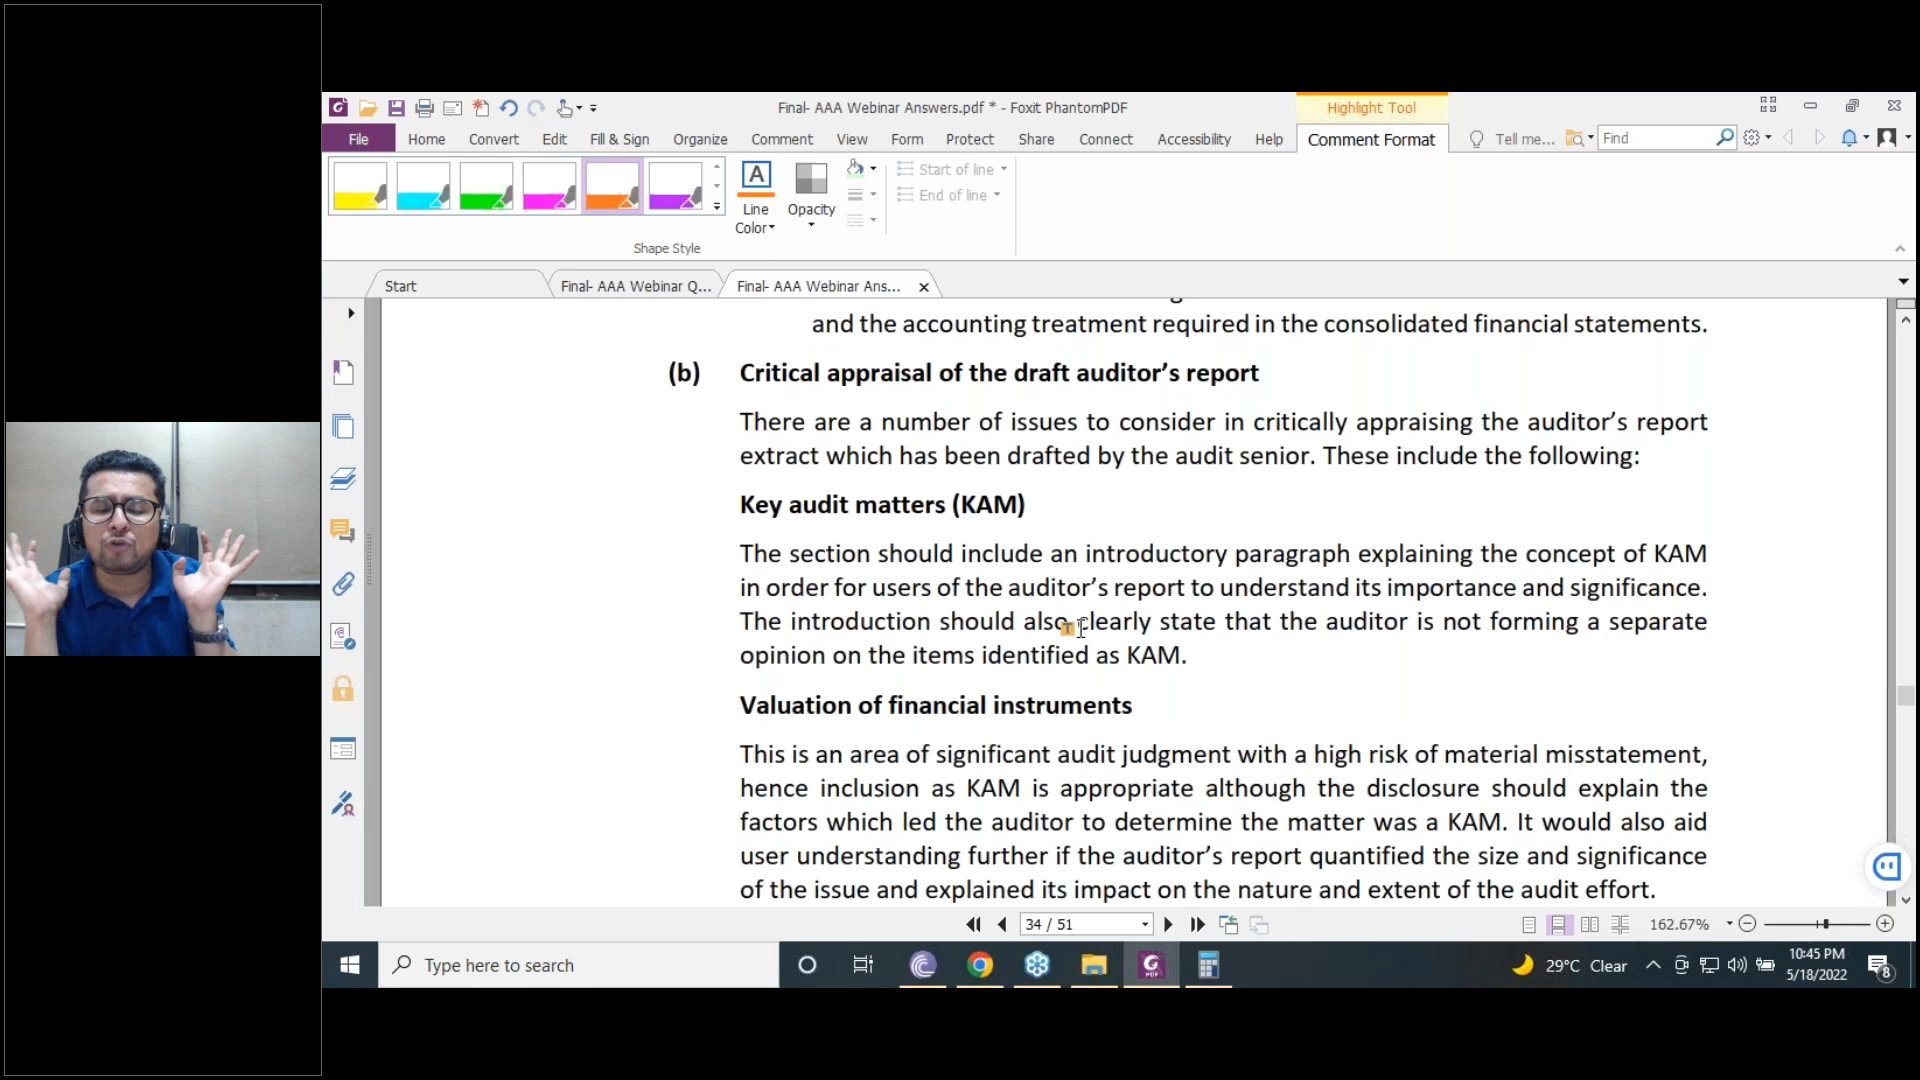 Final- AAA Webinar Answers.pdf * - Foxit PhantomPDF
Highlight Tool
File
Home
Convert
Edit
Fill & Sign
Organize
Comment
View
Form
Protect
Share
Connect
Accessibility
Help
Comment Format
Tell me...
Find
Line
Color
Opacity
Start of line
End of line
Shape Style
Start
Final- AAA Webinar Q...
Final- AAA Webinar Ans...
and the accounting treatment required in the consolidated financial statements.
(b) Critical appraisal of the draft auditor’s report
There are a number of issues to consider in critically appraising the auditor’s report
extract which has been drafted by the audit senior. These include the following:
Key audit matters (KAM)
The section should include an introductory paragraph explaining the concept of KAM
in order for users of the auditor’s report to understand its importance and significance.
The introduction should also clearly state that the auditor is not forming a separate
opinion on the items identified as KAM.
Valuation of financial instruments
This is an area of significant audit judgment with a high risk of material misstatement,
hence inclusion as KAM is appropriate although the disclosure should explain the
factors which led the auditor to determine the matter was a KAM. It would also aid
user understanding further if the auditor’s report quantified the size and significance
of the issue and explained its impact on the nature and extent of the audit effort.
34 / 51
162.67%
Type here to search
29°C Clear
10:45 PM
5/18/2022
8